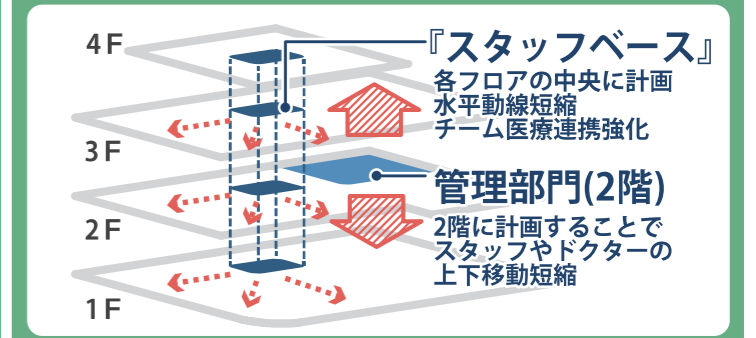 4F
『スタッフベース』
各フロアの中央に計画
水平動線短縮
チーム医療連携強化
3F
管理部門(2階)
2F
2階に計画することで
スタッフやドクターの
上下移動短縮
1F